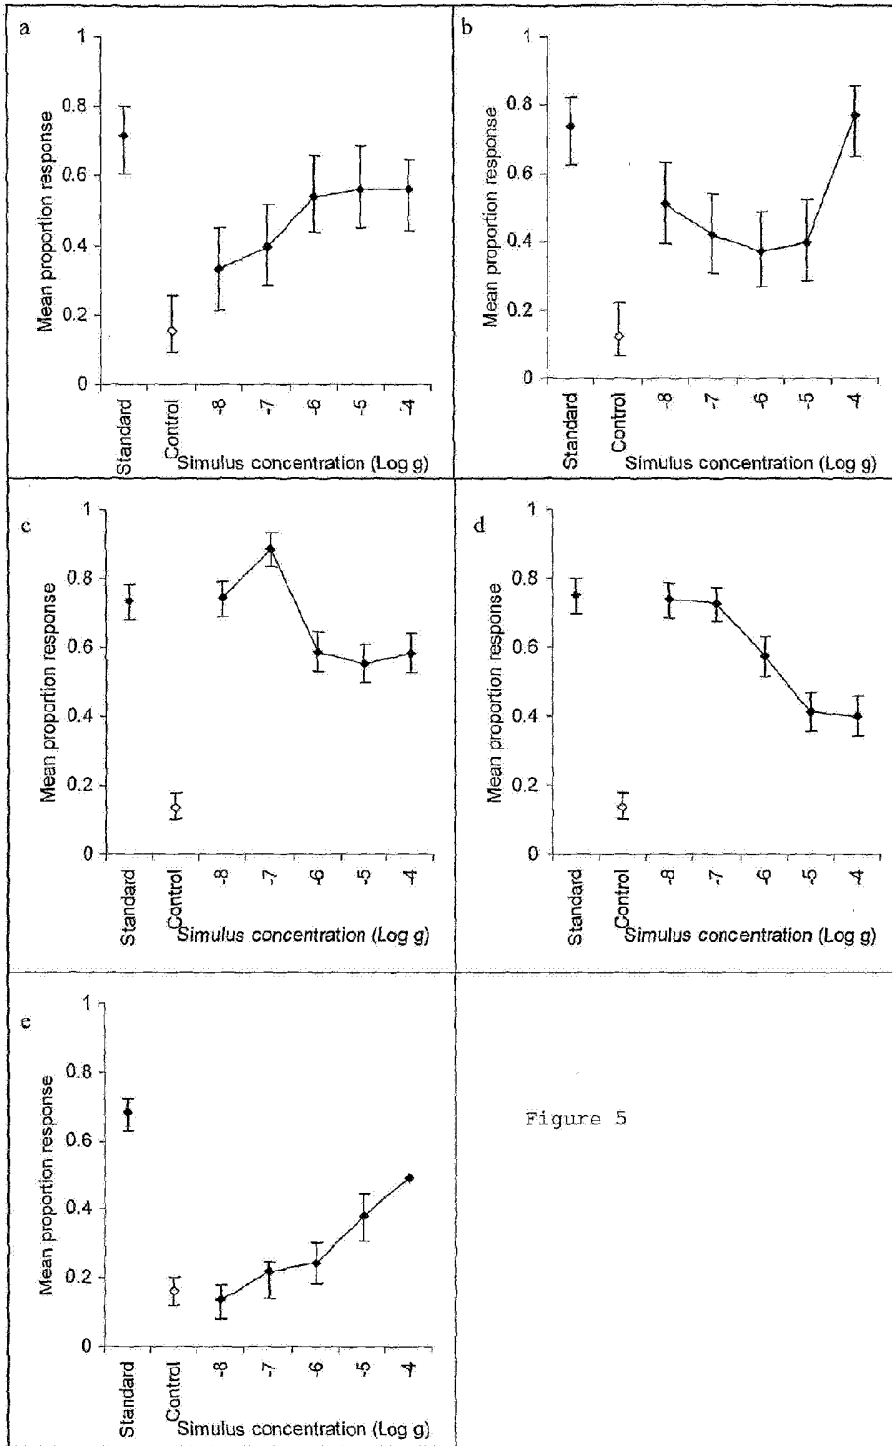 a
1
0.8
0.6
0.4
0.2
0
Mean proportion response
Standard
Control
-8
-7
-6
-5
-4
Simulus concentration (Log g)
b
1
0.8
0.6
0.4
0.2
0
Mean proportion response
Standard
Control
-8
-7
-6
-5
-4
Simulus concentration (Log g)
c
1
0.8
0.6
0.4
0.2
0
Mean proportion response
Standard
Control
-8
-7
-6
-5
-4
Simulus concentration (Log g)
d
1
0.8
0.6
0.4
0.2
0
Mean proportion response
Standard
Control
-8
-7
-6
-5
-4
Simulus concentration (Log g)
e
1
0.8
0.6
0.4
0.2
0
Mean proportion response
Standard
Control
-8
-7
-6
-5
-4
Simulus concentration (Log g)
Figure 5